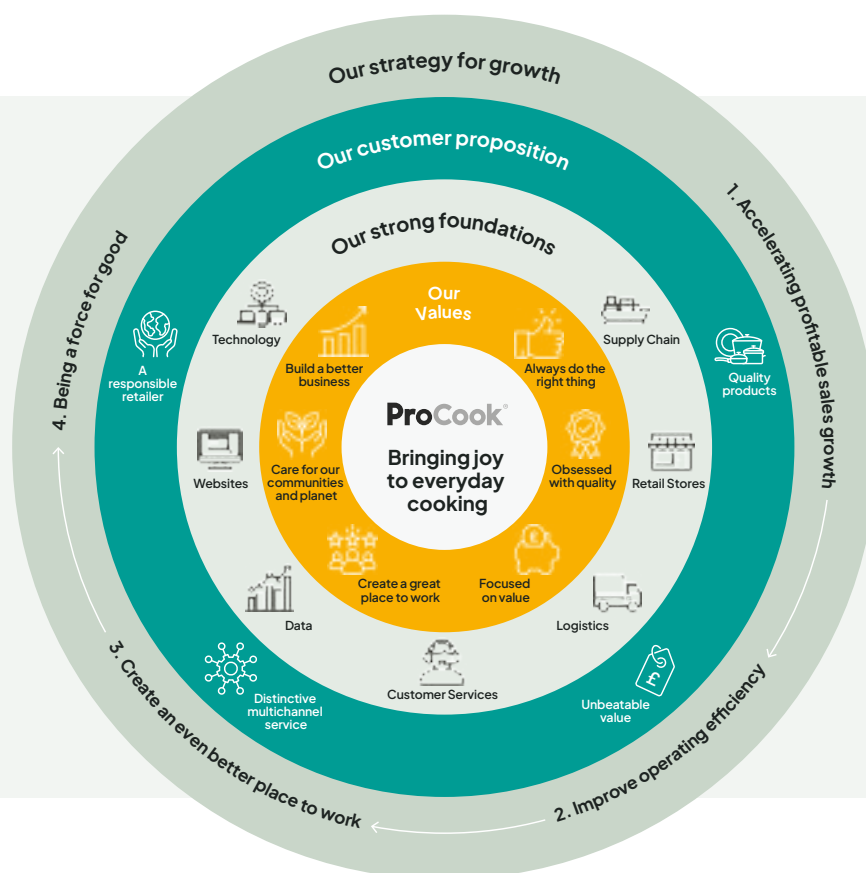 Our strategy for growth
Our customer proposition
Our strong foundations
Our
Values
ProCook®
Bringing joy
to everyday
cooking
Always do the
right thing
Obsessed
with quality
Focused
on value
Create a great
place to work
Care for our
communities
and planet
Build a better
business
Supply Chain
Retail Stores
Logistics
Customer Services
Data
Websites
Technology
Quality
products
£
Unbeatable
value
Distinctive
multichannel
service
A
responsible
retailer
1. Accelerating profitable sales growth
2. Improve operating efficiency
3. Create an even better place to work
4. Being a force for good
£